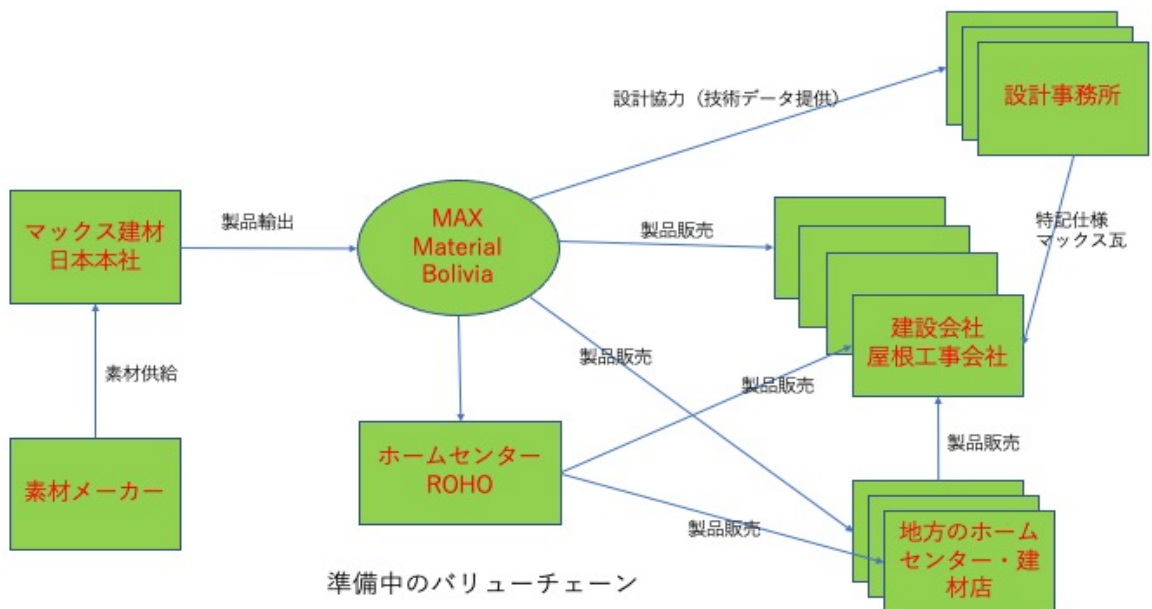 設計協力（技術データ提供）
設計事務所
マックス建材
日本本社
製品輸出
MAX
Material
Bolivia
製品販売
特記仕様
マックス瓦
建設会社
屋根工事会社
素材供給
製品販売
製品販売
素材メーカー
ホームセンター
ROHO
製品販売
製品販売
地方のホーム
センター・建
材店
準備中のバリューチェーン